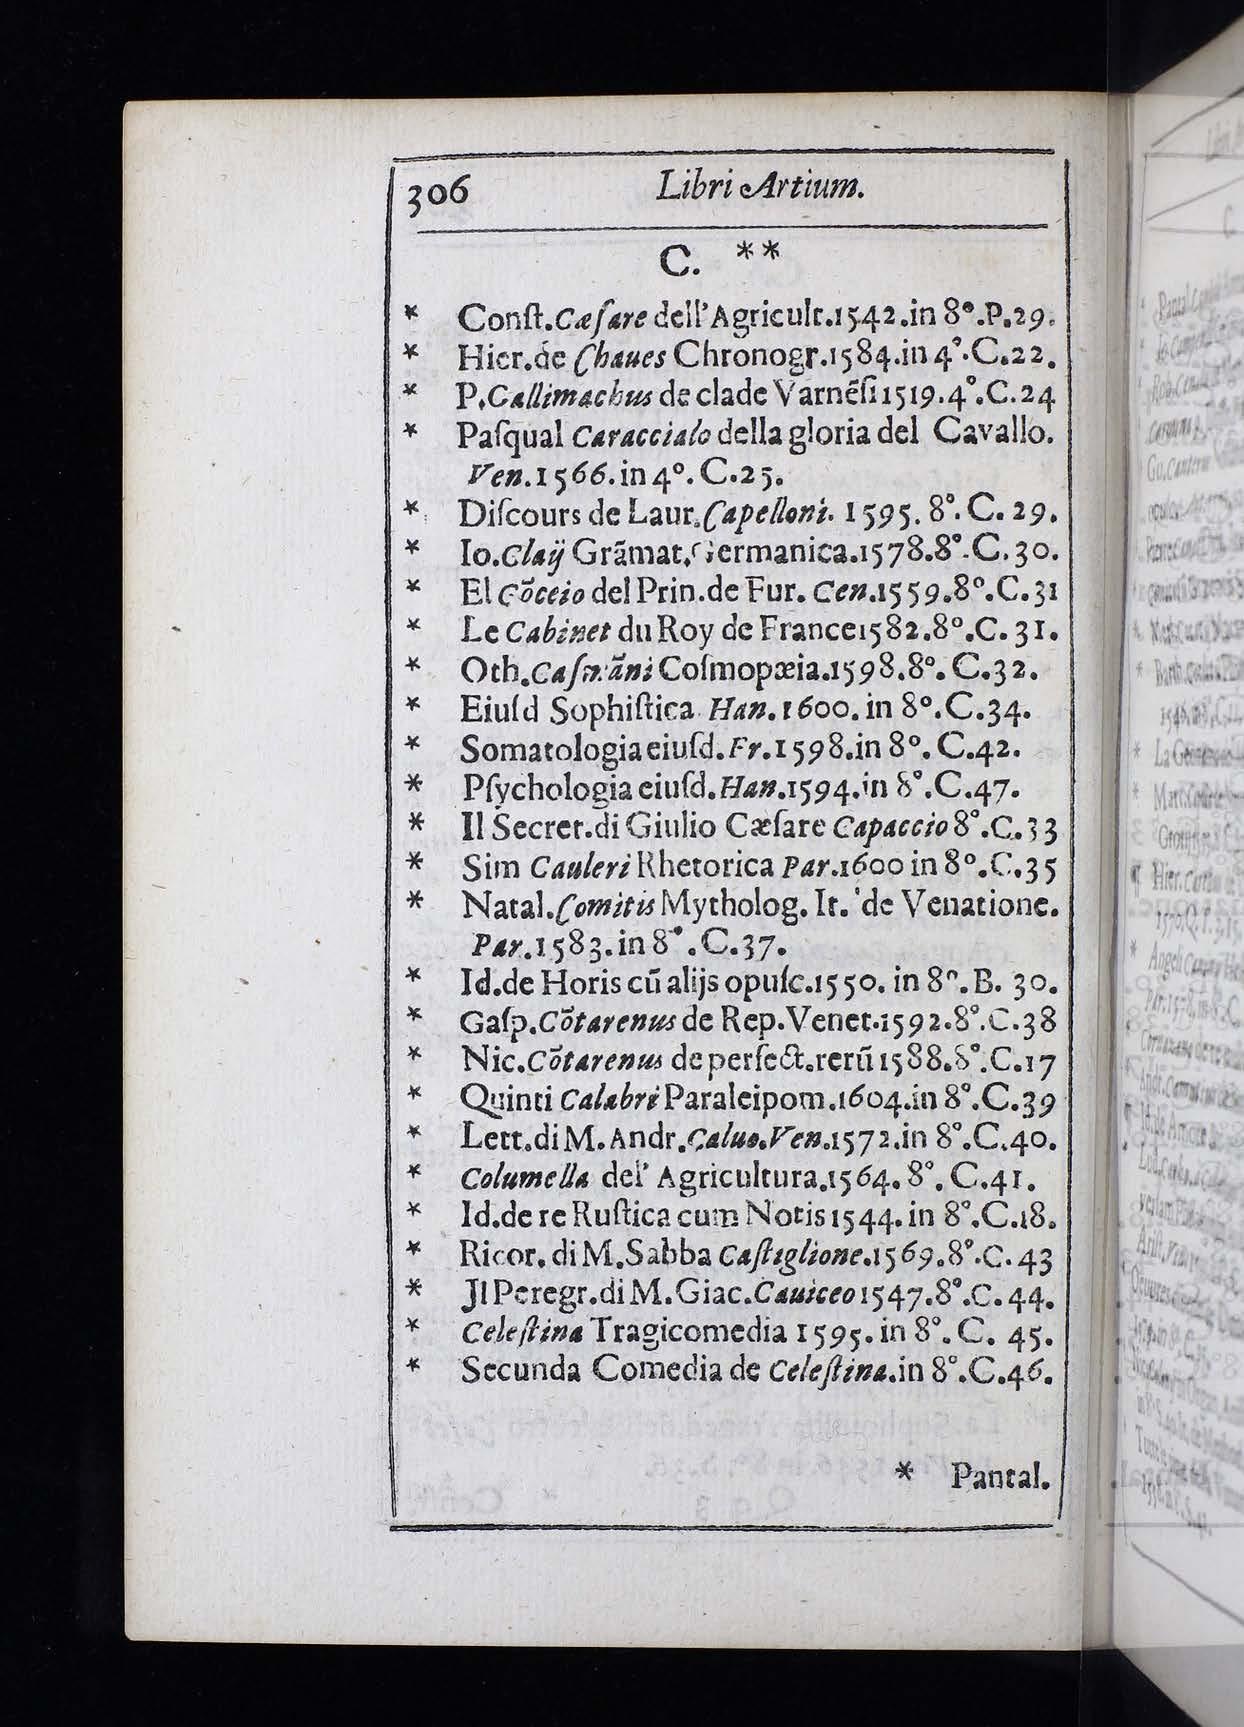 306 Libri Artium.
C. **
* Conſt.Cæſare dell'Agricult.1542.in 8°.P.29.
* Hier.de Chaues Chronogr.1584.in 4°.C.22.
* P.Callimachus de clade Varnēſi 1519.4°.C.24
* Paſqual Caraccialo della gloria del Cavallo.
Ven.1566.in 4°.C.25.
* Diſcours de Laur.Capelloni. 1595. 8°. C. 29.
* Io.Claij Grãmat.Germanica.1578.8°.C.30.
* El Cõceio del Prin.de Fur. Cen.1559.8°.C.31
* Le Cabinet du Roy de France1582.8°.C.31.
* Oth.Caſmãni Coſmopæia.1598.8°. C.32.
* Eiuſd Sophiſtica Han.1600. in 8°.C.34.
* Somatologia eiuſd.Fr.1598.in 8°. C.42.
* Pſychologia eiuſd.Han.1594.in 8°.C.47.
* Il Secret.di Giulio Cæſare Capaccio 8°.C.33
* Sim Cauleri Rhetorica Par.1600 in 8°.C.35
* Natal.Comitis Mytholog. It. de Venatione.
Par.1583.in 8°.C.37.
* Id.de Horis cū alijs opuſc.1550. in 8°.B. 30.
* Gaſp.Cõtarenus de Rep.Venet.1592.8°.C.38
* Nic.Cõtarenus de perfect.rerū 1588.8°.C.17
* Quinti Calabri Paraleipom.1604.in 8°.C.39
* Lett.di M.Andr.Caluo.Ven.1572.in 8°.C.40.
* Columella del' Agricultura.1564.8°. C.41.
* Id.de re Ruſtica cum Notis 1544. in 8°.C.18.
* Ricor. di M.Sabba Caſtiglione.1569.8°.C.43
* Jl Peregr.di M.Giac.Cauiceo 1547.8°.C.44.
* Celeſtina Tragicomedia 1595. in 8°. C. 45.
* Secunda Comedia de Celeſtina.in 8°.C.46.
* Pantal.